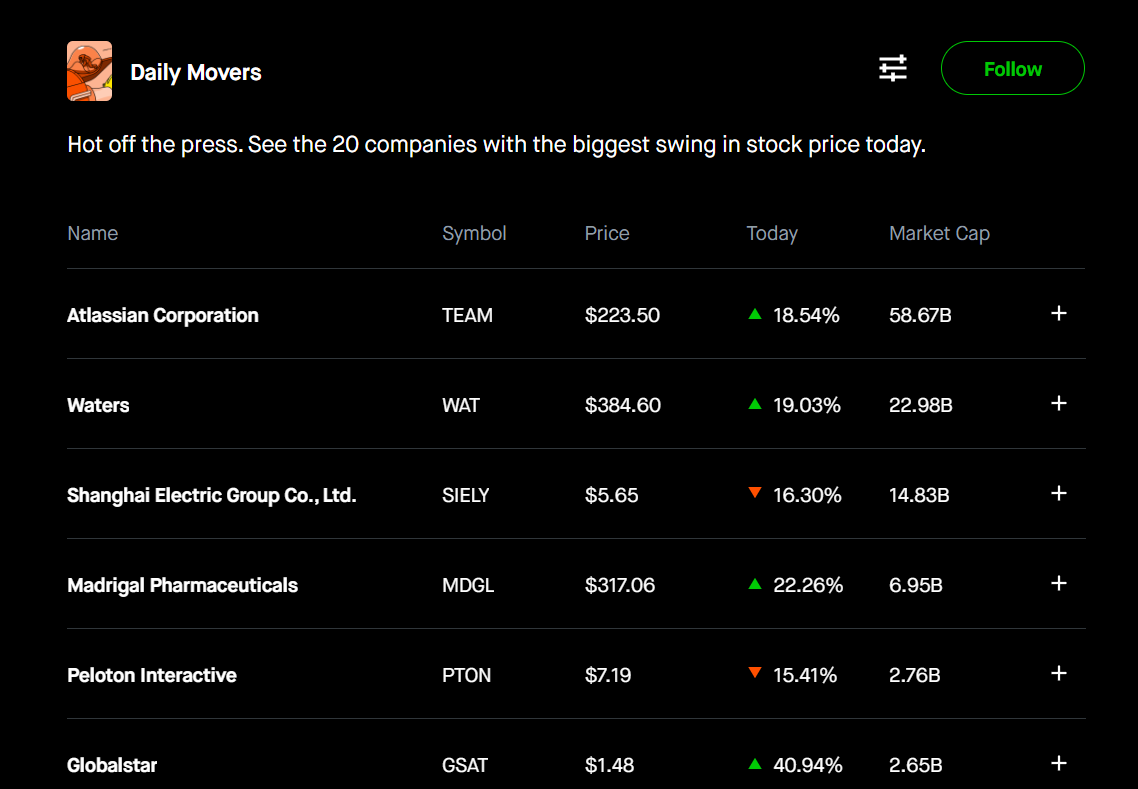 Daily Movers
Follow
Hot off the press. See the 20 companies with the biggest swing in stock price today.
Name Symbol Price Today Market Cap
Atlassian Corporation TEAM $223.50 ▲ 18.54% 58.67B +
Waters WAT $384.60 ▲ 19.03% 22.98B +
Shanghai Electric Group Co., Ltd. SIELY $5.65 ▼ 16.30% 14.83B +
Madrigal Pharmaceuticals MDGL $317.06 ▲ 22.26% 6.95B +
Peloton Interactive PTON $7.19 ▼ 15.41% 2.76B +
Globalstar GSAT $1.48 ▲ 40.94% 2.65B +